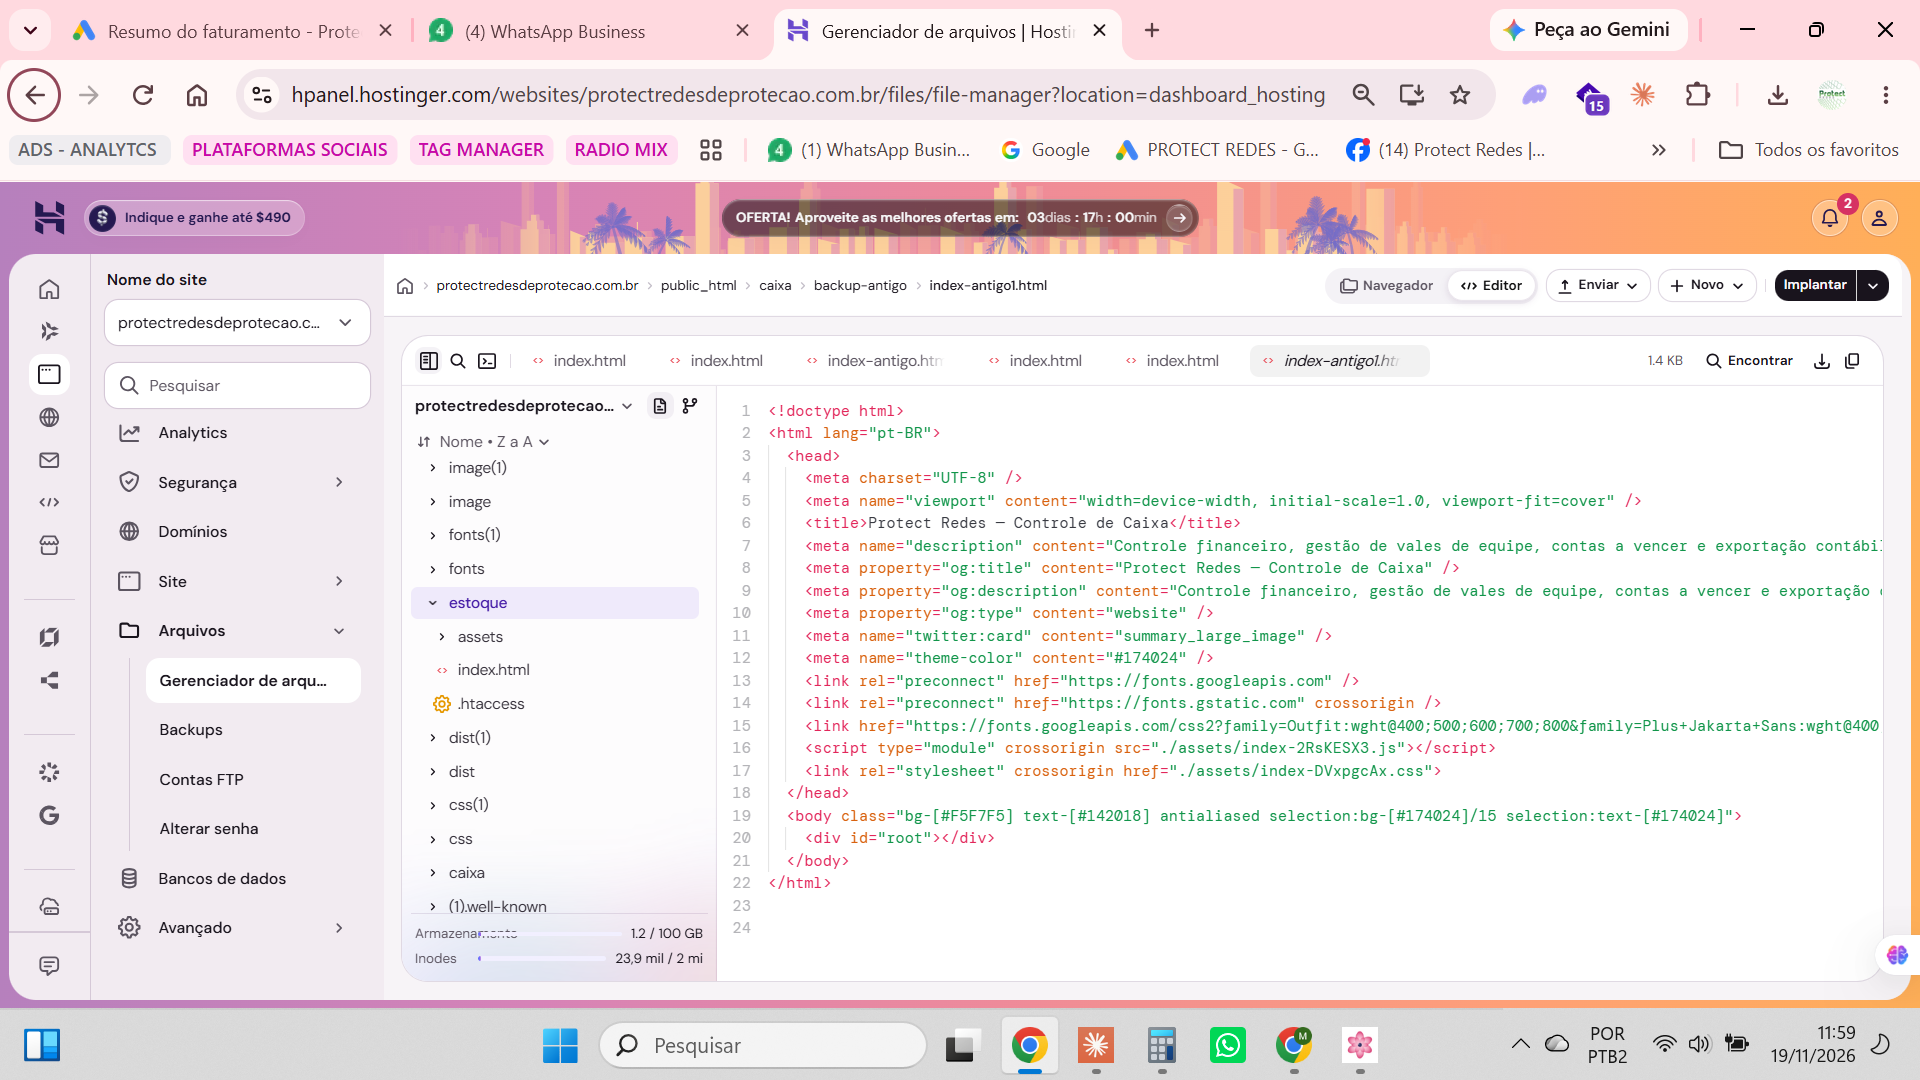 Resumo do faturamento - Prote
(4) WhatsApp Business
Gerenciador de arquivos | Hosti
Peça ao Gemini
hpanel.hostinger.com/websites/protectredesdeprotecao.com.br/files/file-manager?location=dashboard_hosting
15
ADS - ANALYTCS
PLATAFORMAS SOCIAIS
TAG MANAGER
RADIO MIX
(1) WhatsApp Busin...
Google
PROTECT REDES - G...
(14) Protect Redes |...
Todos os favoritos
Indique e ganhe até $490
OFERTA! Aproveite as melhores ofertas em: 03dias : 17h : 00min
2
Nome do site
protectredesdeprotecao.c...
Pesquisar
Analytics
Segurança
Domínios
Site
Arquivos
Gerenciador de arqu...
Backups
Contas FTP
Alterar senha
Bancos de dados
Avançado
protectredesdeprotecao.com.br > public_html > caixa > backup-antigo > index-antigo1.html
Navegador
Editor
Enviar
Novo
Implantar
index.html
index.html
index-antigo.htm
index.html
index.html
index-antigo1.ht
1.4 KB
Encontrar
protectredesdeprotecao...
Nome • Z a A
image(1)
image
fonts(1)
fonts
estoque
assets
index.html
.htaccess
dist(1)
dist
css(1)
css
caixa
(1).well-known
Armazenamento 1.2 / 100 GB
Inodes 23,9 mil / 2 mi
1 <!doctype html>
2 <html lang="pt-BR">
3 <head>
4 <meta charset="UTF-8" />
5 <meta name="viewport" content="width=device-width, initial-scale=1.0, viewport-fit=cover" />
6 <title>Protect Redes — Controle de Caixa</title>
7 <meta name="description" content="Controle financeiro, gestão de vales de equipe, contas a vencer e exportação contábil
8 <meta property="og:title" content="Protect Redes — Controle de Caixa" />
9 <meta property="og:description" content="Controle financeiro, gestão de vales de equipe, contas a vencer e exportação c
10 <meta property="og:type" content="website" />
11 <meta name="twitter:card" content="summary_large_image" />
12 <meta name="theme-color" content="#174024" />
13 <link rel="preconnect" href="https://fonts.googleapis.com" />
14 <link rel="preconnect" href="https://fonts.gstatic.com" crossorigin />
15 <link href="https://fonts.googleapis.com/css2?family=Outfit:wght@400;500;600;700;800&family=Plus+Jakarta+Sans:wght@400
16 <script type="module" crossorigin src="./assets/index-2RsKESX3.js"></script>
17 <link rel="stylesheet" crossorigin href="./assets/index-DVxpgcAx.css">
18 </head>
19 <body class="bg-[#F5F7F5] text-[#142018] antialiased selection:bg-[#174024]/15 selection:text-[#174024]">
20 <div id="root"></div>
21 </body>
22 </html>
23
24
Pesquisar
POR
PTB2
11:59
19/11/2026